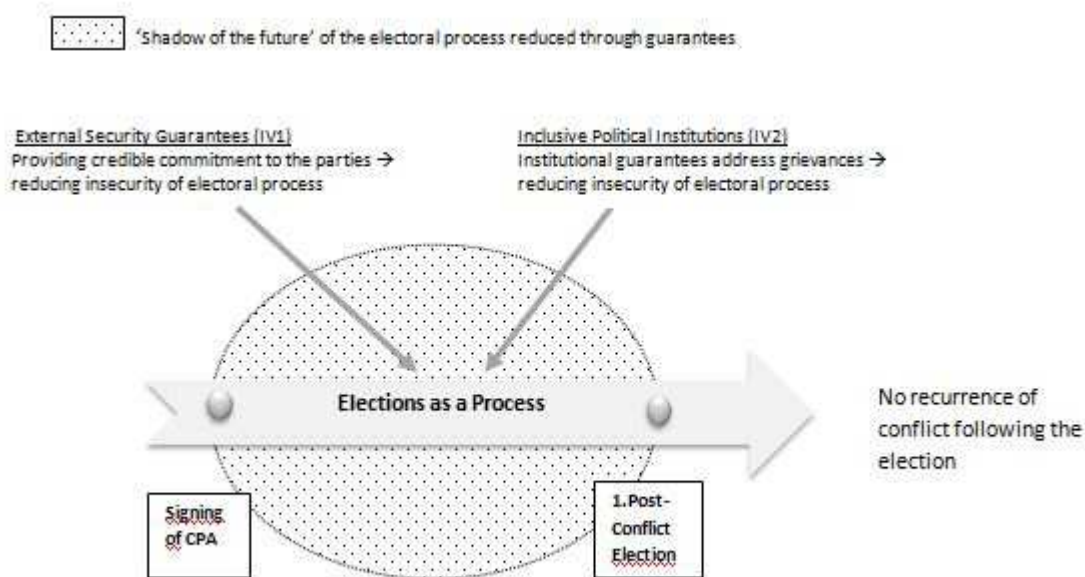 'Shadow of the future' of the electoral process reduced through guarantees
External Security Guarantees (IV1)
Providing credible commitment to the parties →
reducing insecurity of electoral process
Inclusive Political Institutions (IV2)
Institutional guarantees address grievances →
reducing insecurity of electoral process
Elections as a Process
No recurrence of
conflict following the
election
Signing
of CPA
1.Post-
Conflict
Election